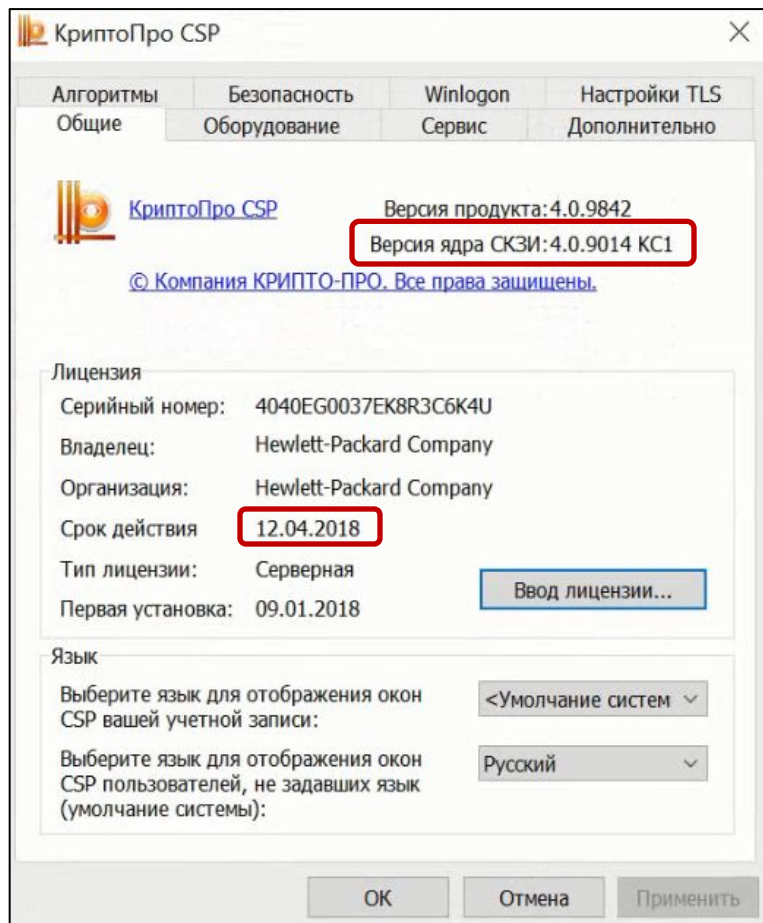 КриптоПро CSP
Алгоритмы Безопасность Winlogon Настройки TLS
Общие Оборудование Сервис Дополнительно
КриптоПро CSP Версия продукта:4.0.9842
Версия ядра СКЗИ:4.0.9014 КС1
© Компания КРИПТО-ПРО. Все права защищены.
Лицензия
Серийный номер: 4040EG0037EK8R3C6K4U
Владелец: Hewlett-Packard Company
Организация: Hewlett-Packard Company
Срок действия 12.04.2018
Тип лицензии: Серверная
Ввод лицензии...
Первая установка: 09.01.2018
Язык
Выберите язык для отображения окон
CSP вашей учетной записи:
<Умолчание систем
Выберите язык для отображения окон
CSP пользователей, не задавших язык
(умолчание системы):
Русский
ОК Отмена Применить